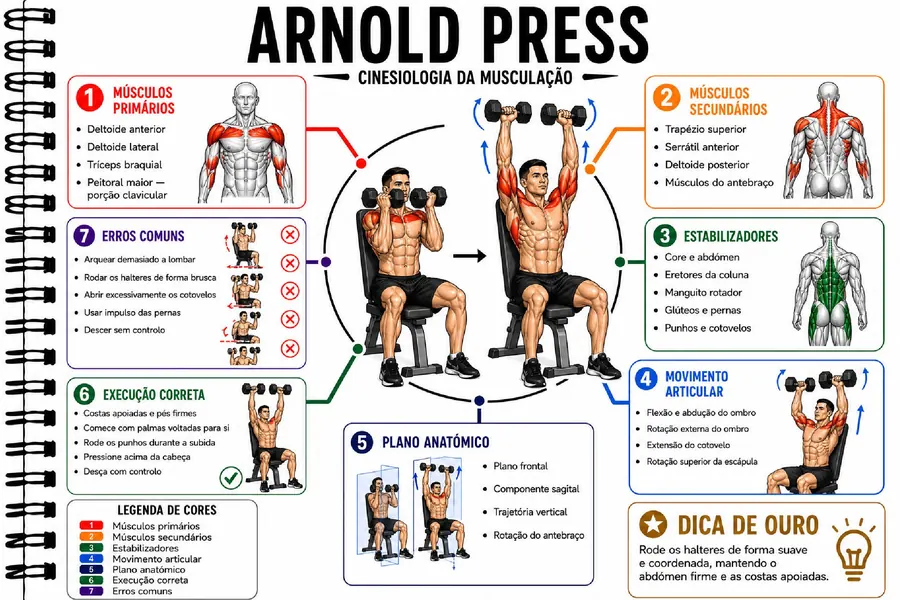 ARNOLD PRESS
CINESIOLOGIA DA MUSCULAÇÃO
1 MÚSCULOS
PRIMÁRIOS
• Deltoide anterior
• Deltoide lateral
• Tríceps braquial
• Peitoral maior —
porção clavicular
2 MÚSCULOS
SECUNDÁRIOS
• Trapézio superior
• Serrátil anterior
• Deltoide posterior
• Músculos do antebraço
7 ERROS COMUNS
• Arquear demasiado a lombar
• Rodar os halteres de forma brusca
• Abrir excessivamente os cotovelos
• Usar impulso das pernas
• Descer sem controlo
3 ESTABILIZADORES
• Core e abdómen
• Eretores da coluna
• Manguito rotador
• Glúteos e pernas
• Punhos e cotovelos
6 EXECUÇÃO CORRETA
• Costas apoiadas e pés firmes
• Comece com palmas voltadas para si
• Rode os punhos durante a subida
• Pressione acima da cabeça
• Desça com controlo
4 MOVIMENTO
ARTICULAR
• Flexão e abdução do ombro
• Rotação externa do ombro
• Extensão do cotovelo
• Rotação superior da escápula
5 PLANO ANATÓMICO
• Plano frontal
• Componente sagital
• Trajetória vertical
• Rotação do antebraço
LEGENDA DE CORES
1 Músculos primários
2 Músculos secundários
3 Estabilizadores
4 Movimento articular
5 Plano anatómico
6 Execução correta
7 Erros comuns
DICA DE OURO
Rode os halteres de forma suave
e coordenada, mantendo o
abdómen firme e as costas apoiadas.